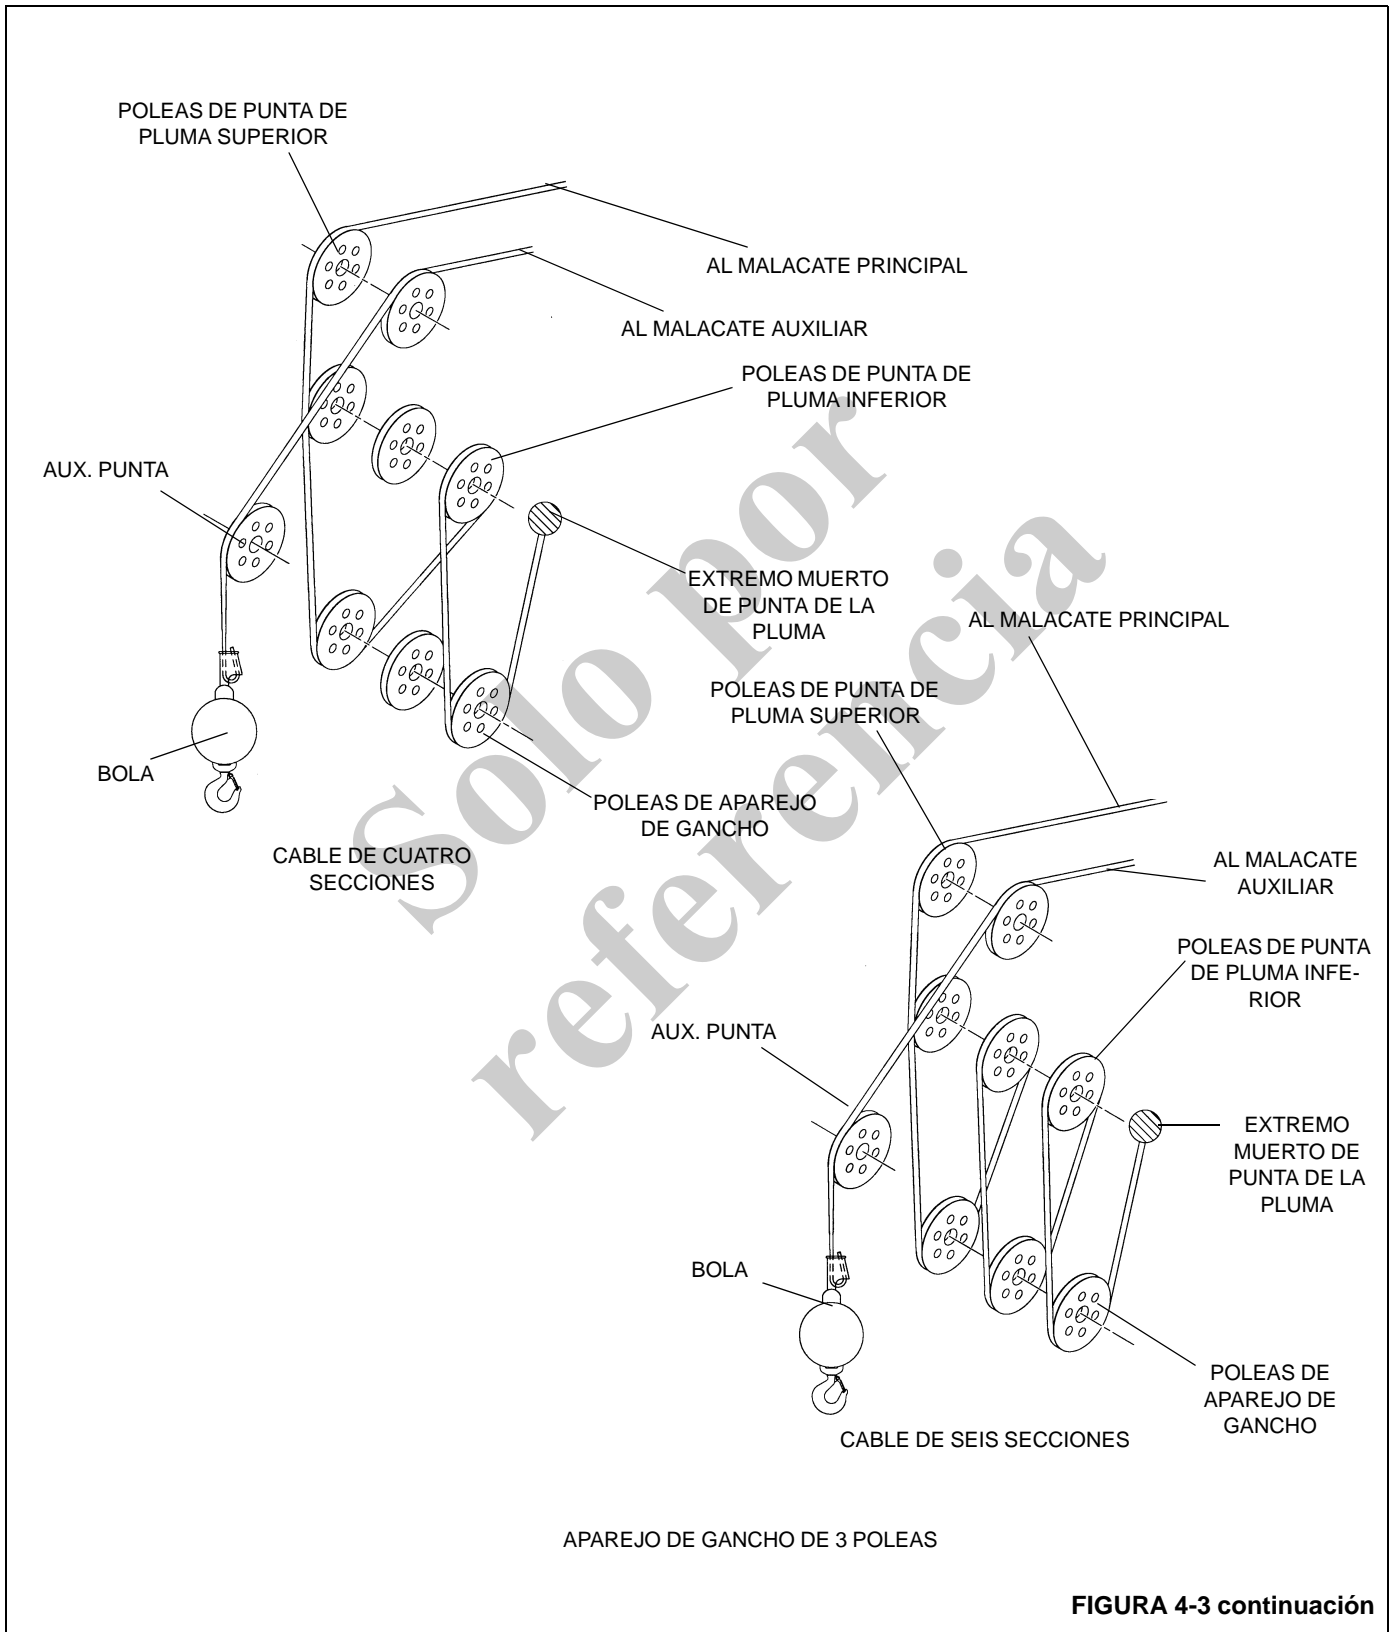 POLEAS DE PUNTA DE
PLUMA SUPERIOR
AL MALACATE PRINCIPAL
AL MALACATE AUXILIAR
POLEAS DE PUNTA DE
PLUMA INFERIOR
AUX. PUNTA
EXTREMO MUERTO
DE PUNTA DE LA
PLUMA
BOLA
POLEAS DE APAREJO
DE GANCHO
CABLE DE CUATRO
SECCIONES
Solo por
referencia
AL MALACATE PRINCIPAL
POLEAS DE PUNTA DE
PLUMA SUPERIOR
AL MALACATE
AUXILIAR
POLEAS DE PUNTA
DE PLUMA INFE-
RIOR
AUX. PUNTA
EXTREMO
MUERTO DE
PUNTA DE LA
PLUMA
BOLA
POLEAS DE
APAREJO DE
GANCHO
CABLE DE SEIS SECCIONES
APAREJO DE GANCHO DE 3 POLEAS
FIGURA 4-3 continuación